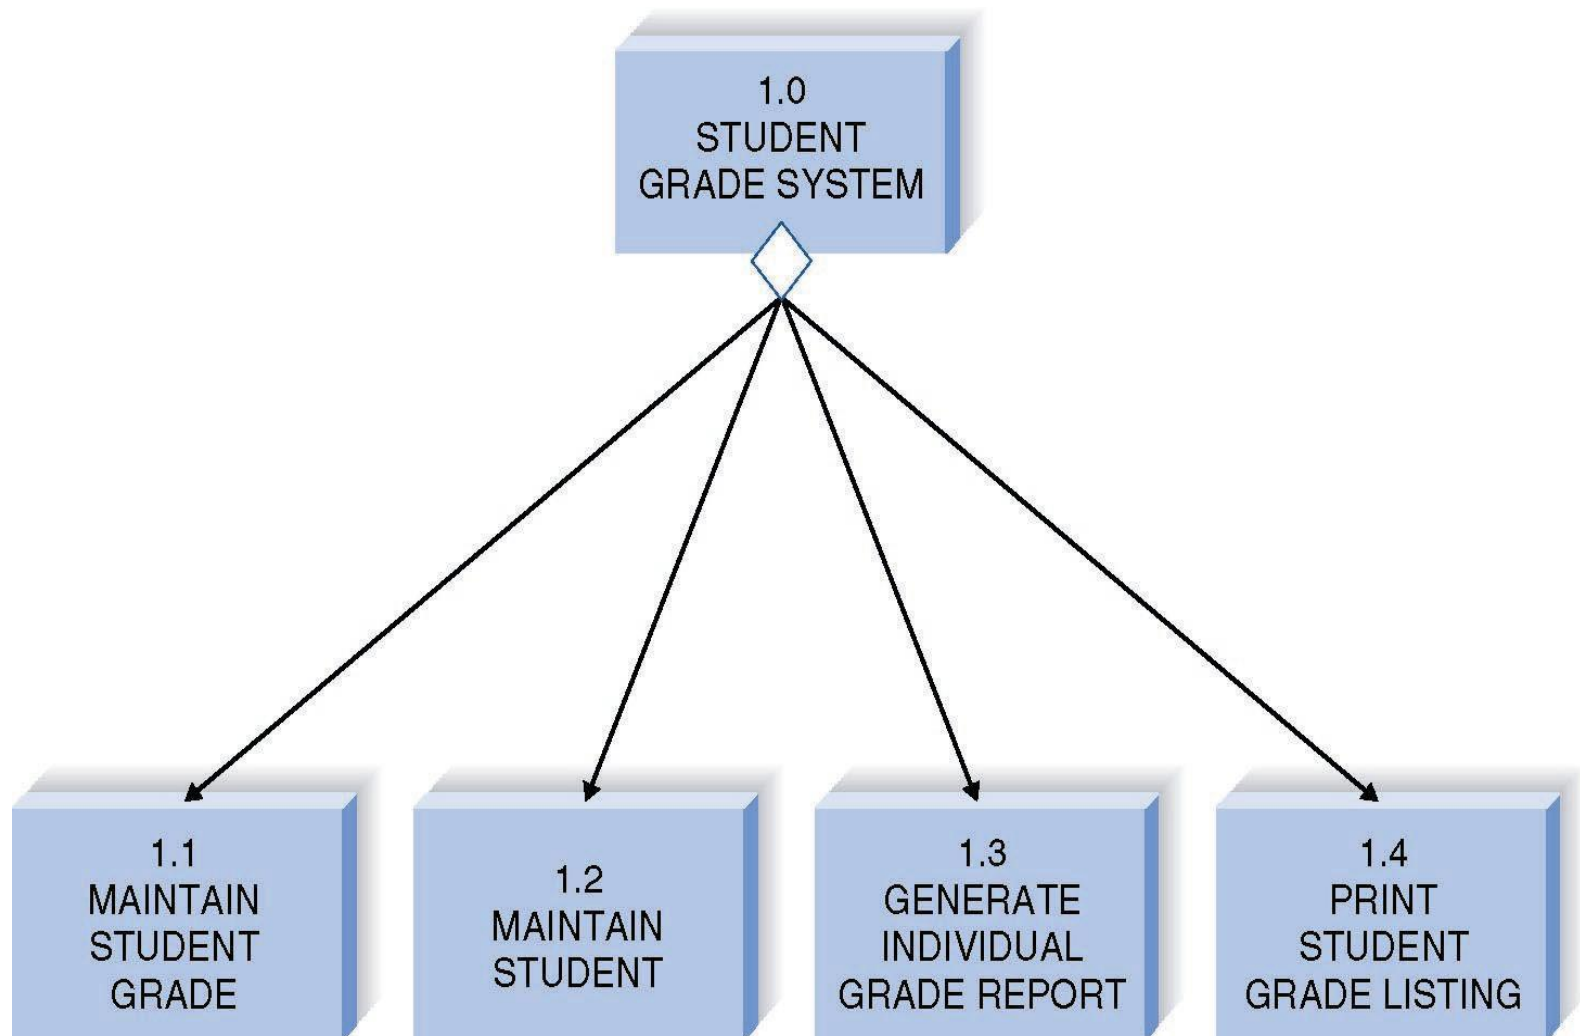 1.0
STUDENT
GRADE SYSTEM
1.1
MAINTAIN
STUDENT
GRADE
1.2
MAINTAIN
STUDENT
1.3
GENERATE
INDIVIDUAL
GRADE REPORT
1.4
PRINT
STUDENT
GRADE LISTING